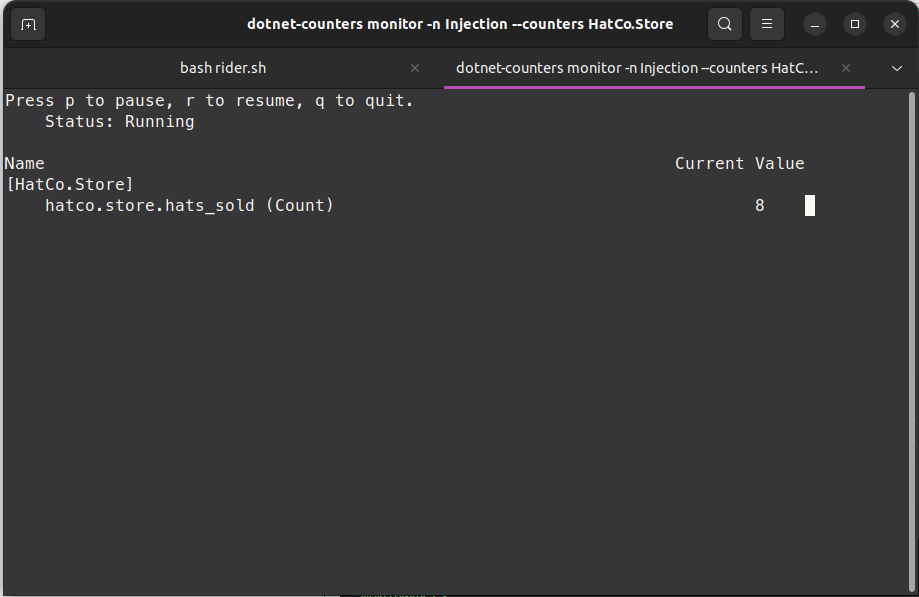 dotnet-counters monitor -n Injection --counters HatCo.Store
bash rider.sh
dotnet-counters monitor -n Injection --counters HatC…
Press p to pause, r to resume, q to quit.
Status: Running
Name Current Value
[HatCo.Store]
hatco.store.hats_sold (Count) 8